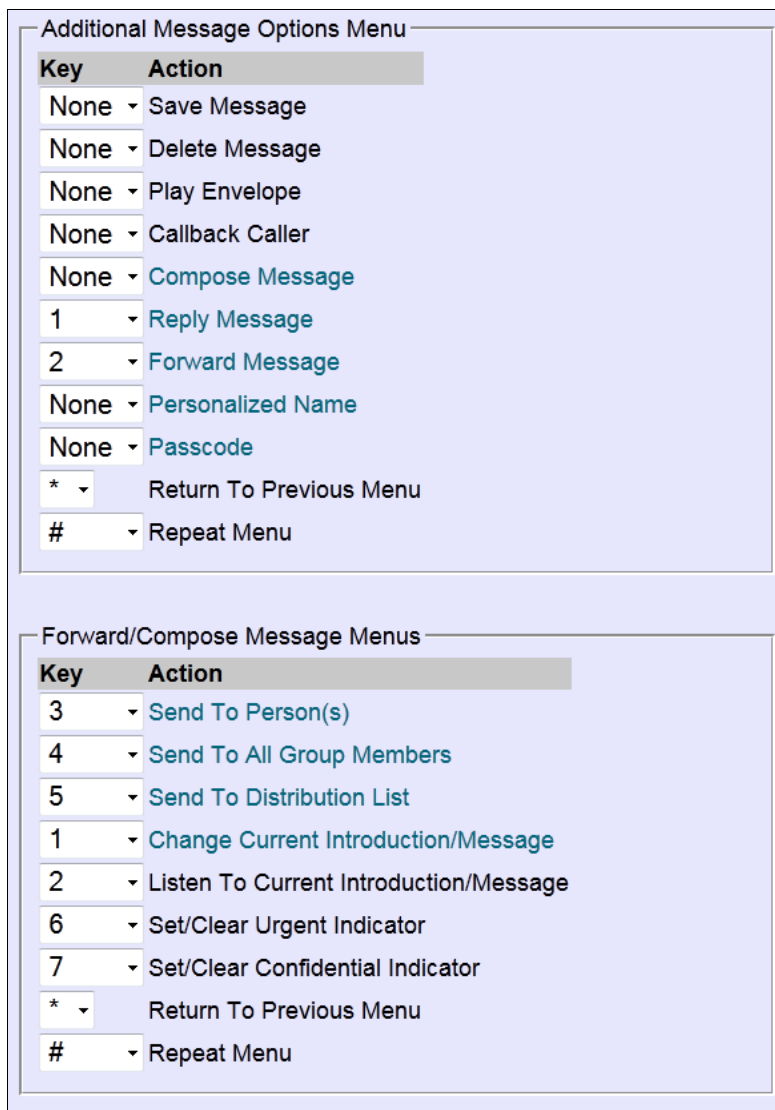 Additional Message Options Menu
Key Action
None Save Message
None Delete Message
None Play Envelope
None Callback Caller
None Compose Message
1 Reply Message
2 Forward Message
None Personalized Name
None Passcode
* Return To Previous Menu
# Repeat Menu
Forward/Compose Message Menus
Key Action
3 Send To Person(s)
4 Send To All Group Members
5 Send To Distribution List
1 Change Current Introduction/Message
2 Listen To Current Introduction/Message
6 Set/Clear Urgent Indicator
7 Set/Clear Confidential Indicator
* Return To Previous Menu
# Repeat Menu